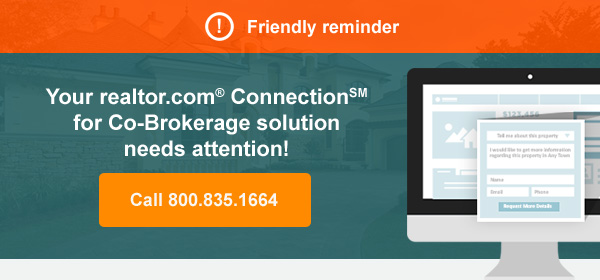 Friendly reminder
Your realtor.com® Connection℠
for Co-Brokerage solution
needs attention!
Call 800.835.1664
$123,456
Tell me about this property
I would like to get more information
regarding this property in Any Town
Name
Email Phone
Request More Details